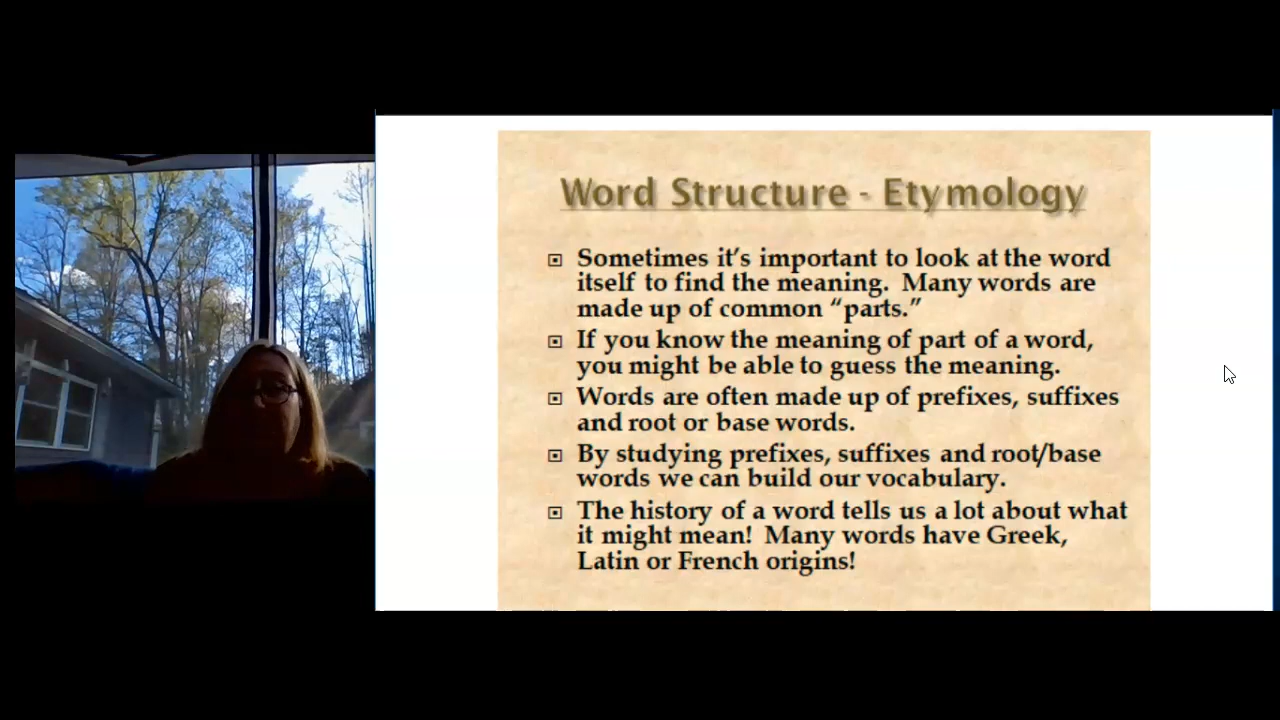 Word Structure - Etymology
Sometimes it's important to look at the word
itself to find the meaning.  Many words are
made up of common “parts.”
If you know the meaning of part of a word,
you might be able to guess the meaning.
Words are often made up of prefixes, suffixes
and root or base words.
By studying prefixes, suffixes and root/base
words we can build our vocabulary.
The history of a word tells us a lot about what
it might mean!  Many words have Greek,
Latin or French origins!